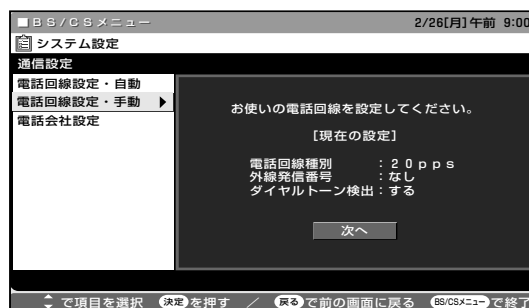 ■BS/CSメニュー 2/26[月]午前 9:00
システム設定
通信設定
電話回線設定・自動
電話回線設定・手動 ▶
電話会社設定
お使いの電話回線を設定してください。
[現在の設定]
電話回線種別 :20pps
外線発信番号 :なし
ダイヤルトーン検出:する
次へ
で項目を選択 決定を押す / 戻るで前の画面に戻る BS/CSメニューで終了